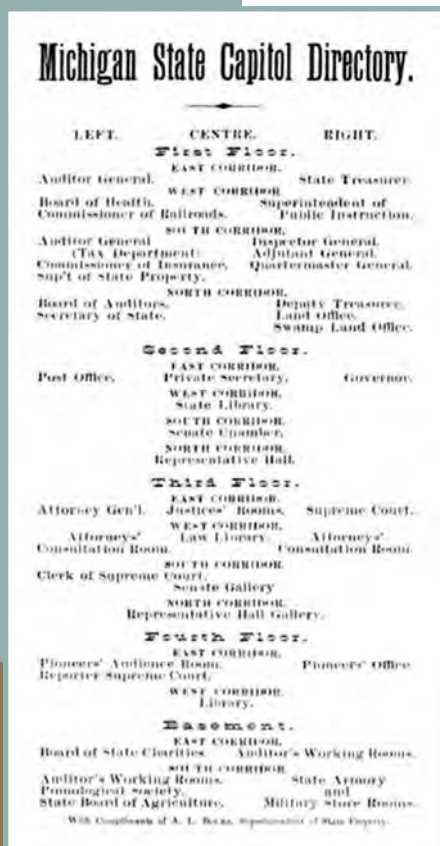 Michigan State Capitol Directory.
LEFT. CENTRE. RIGHT.
First Floor.
EAST CORRIDOR.
Auditor General. State Treasurer.
WEST CORRIDOR.
Board of Health. Superintendent of
Commissioner of Railroads. Public Instruction.
SOUTH CORRIDOR.
Auditor General Inspector General.
(Tax Department) Adjutant General.
Commissioner of Insurance. Quartermaster General.
Sup't of State Property.
NORTH CORRIDOR.
Board of Auditors. Deputy Treasurer.
Secretary of State. Land Office.
Swamp Land Office.
Second Floor.
EAST CORRIDOR.
Post Office. Private Secretary. Governor.
WEST CORRIDOR.
State Library.
SOUTH CORRIDOR.
Senate Chamber.
NORTH CORRIDOR.
Representative Hall.
Third Floor.
EAST CORRIDOR.
Attorney Gen'l. Justices' Rooms. Supreme Court.
WEST CORRIDOR.
Attorneys' Law Library. Attorneys'
Consultation Room. Consultation Room
SOUTH CORRIDOR
Clerk of Supreme Court.
Senate Gallery
NORTH CORRIDOR.
Representative Hall Gallery.
Fourth Floor.
EAST CORRIDOR.
Pioneers' Audience Room. Pioneers' Office
Reporter Supreme Court.
WEST CORRIDOR.
Library.
Basement.
EAST CORRIDOR.
Board of State Charities. Auditor's Working Rooms.
SOUTH CORRIDOR
Auditor's Working Rooms. State Armory
Pomological Society. and
State Board of Agriculture. Military Store Rooms.
With Compliments of A. L. Superintendent of State Property.